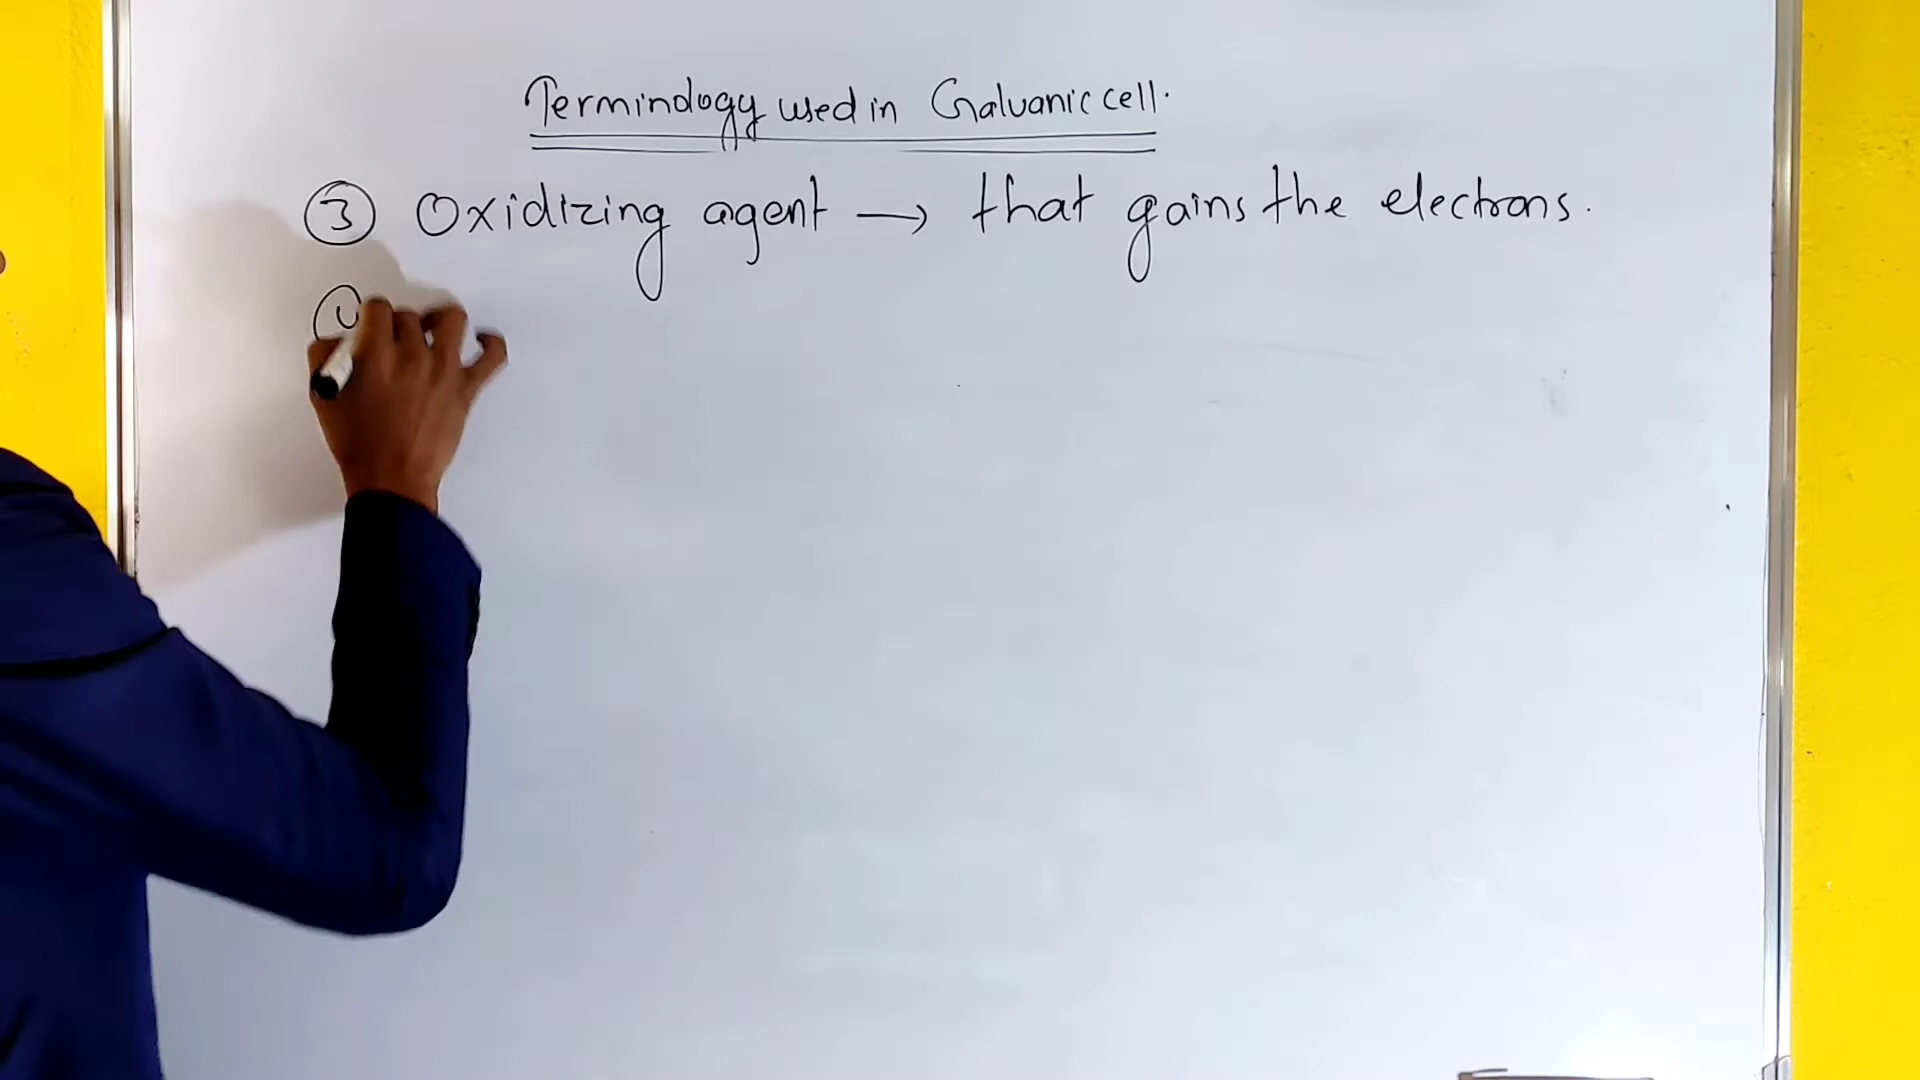 Terminology used in Galvanic cell.
③ Oxidizing agent → that gains the electrons.